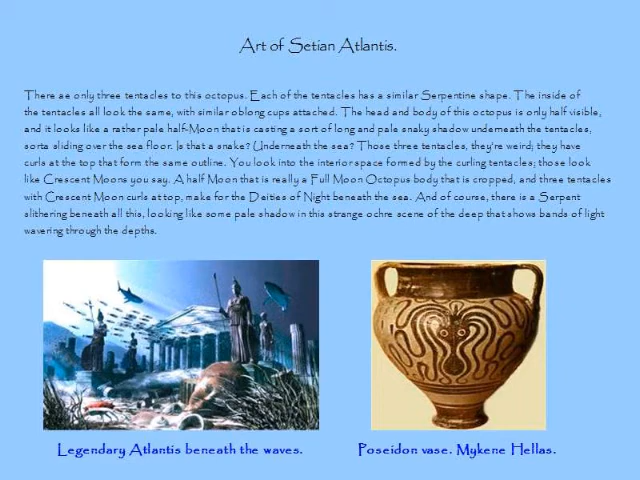 Art of Setian Atlantis.
There ae only three tentacles to this octopus. Each of the tentacles has a similar Serpentine shape. The inside of
the tentacles all look the same, with similar oblong cups attached. The head and body of this octopus is only half visible,
and it looks like a rather pale half-Moon that is casting a sort of long and pale snaky shadow underneath the tentacles,
sorta sliding over the sea floor. Is that a snake? Underneath the sea? Those three tentacles, they're weird; they have
curls at the top that form the same outline. You look into the interior space formed by the curling tentacles; those look
like Crescent Moons you say. A half Moon that is really a Full Moon Octopus body that is cropped, and three tentacles
with Crescent Moon curls at top, make for the Deities of Night beneath the sea. And of course, there is a Serpent
slithering beneath all this, looking like some pale shadow in this strange ochre scene of the deep that shows bands of light
wavering through the depths.
Legendary Atlantis beneath the waves.
Poseidon vase. Mykene Hellas.